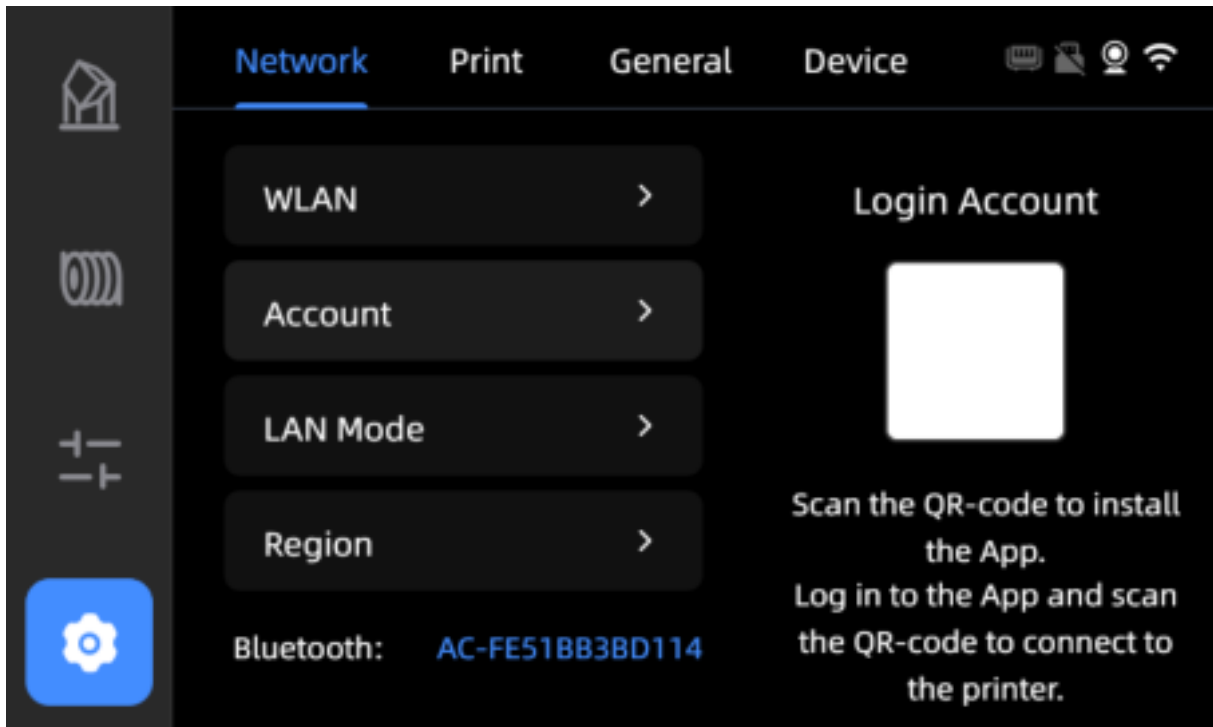 Network Print General Device
WLAN
Account
LAN Mode
Region
Bluetooth: AC-FE51BB3BD114
Login Account
Scan the QR-code to install
the App.
Log in to the App and scan
the QR-code to connect to
the printer.